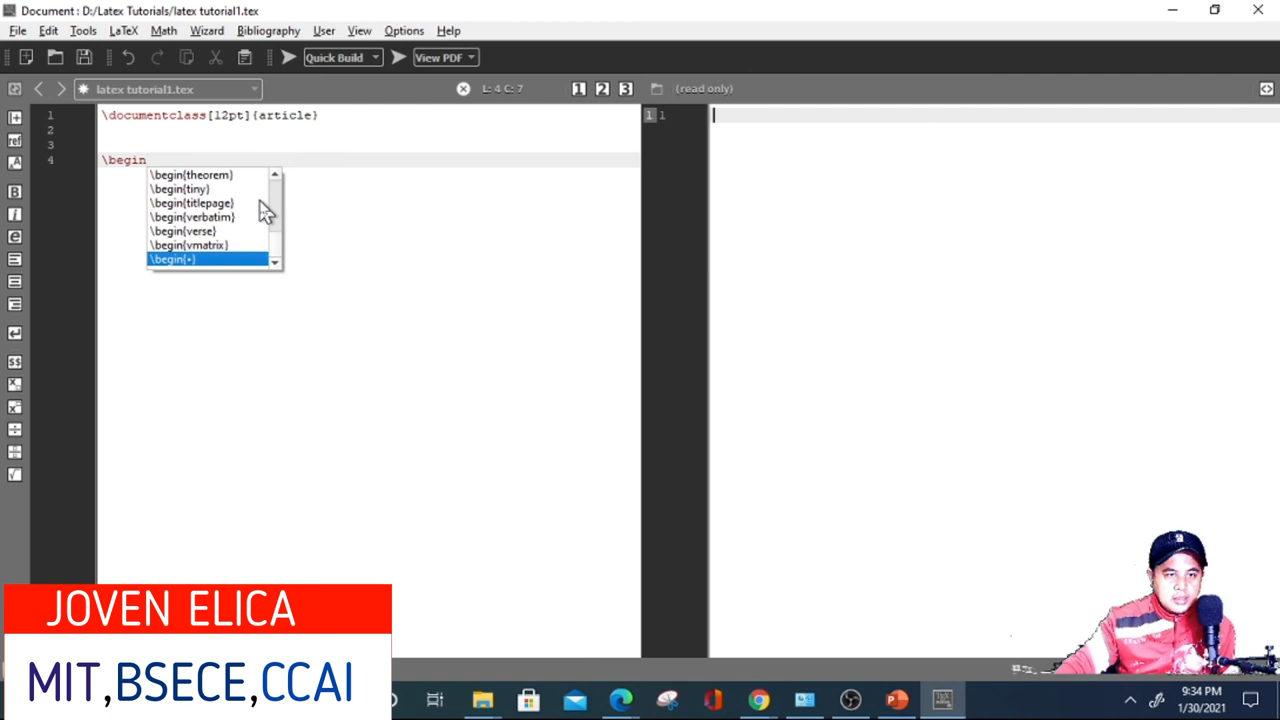 Document : D:/Latex Tutorials/latex tutorial1.tex
File Edit Tools LaTeX Math Wizard Bibliography User View Options Help
Quick Build View PDF
latex tutorial1.tex L: 4 C: 7 1 2 3 (read only)
1 \documentclass[12pt]{article} 1 1
2
3
4 \begin
\begin{theorem}
\begin{tiny}
\begin{titlepage}
\begin{verbatim}
\begin{verse}
\begin{vmatrix}
\begin{•}
JOVEN ELICA
MIT,BSECE,CCAI
9:34 PM
1/30/2021